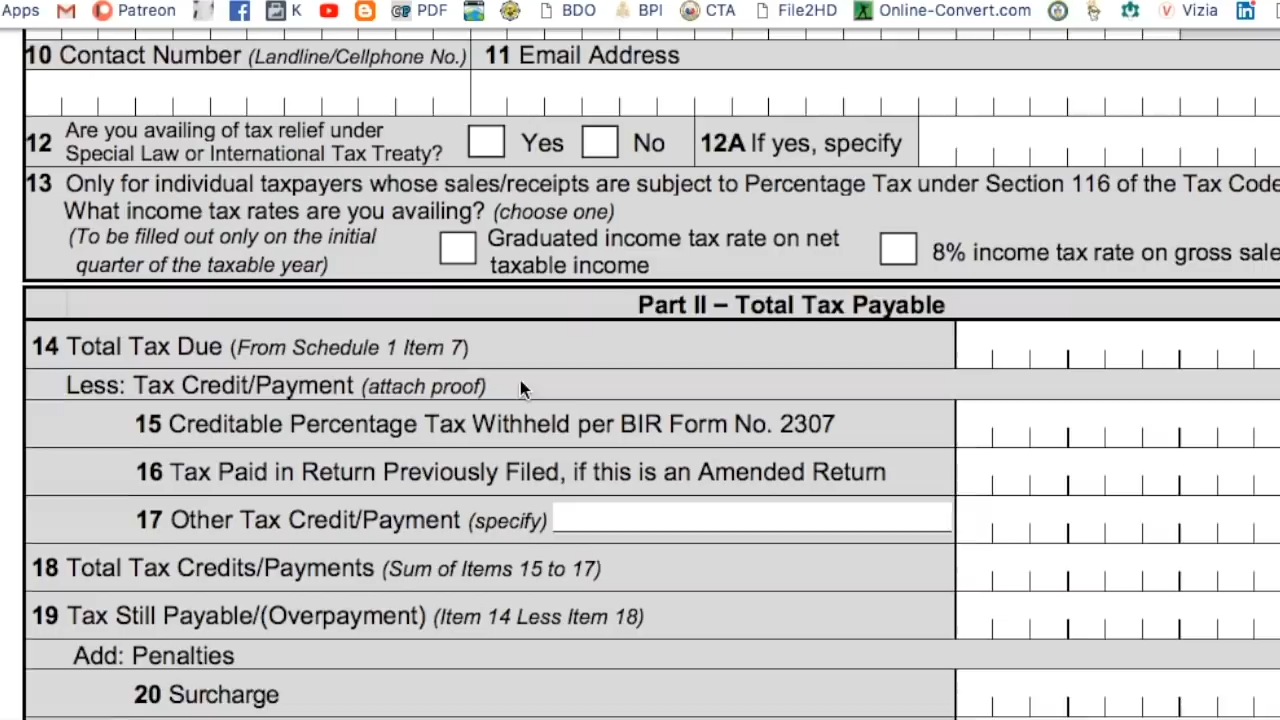 Apps Patreon K PDF BDO BPI CTA File2HD Online-Convert.com Vizia
10 Contact Number (Landline/Cellphone No.) 11 Email Address
12 Are you availing of tax relief under
Special Law or International Tax Treaty? Yes No 12A If yes, specify
13 Only for individual taxpayers whose sales/receipts are subject to Percentage Tax under Section 116 of the Tax Code
What income tax rates are you availing? (choose one)
(To be filled out only on the initial
quarter of the taxable year)
Graduated income tax rate on net
taxable income
8% income tax rate on gross sale
Part II – Total Tax Payable
14 Total Tax Due (From Schedule 1 Item 7)
Less: Tax Credit/Payment (attach proof)
15 Creditable Percentage Tax Withheld per BIR Form No. 2307
16 Tax Paid in Return Previously Filed, if this is an Amended Return
17 Other Tax Credit/Payment (specify)
18 Total Tax Credits/Payments (Sum of Items 15 to 17)
19 Tax Still Payable/(Overpayment) (Item 14 Less Item 18)
Add: Penalties
20 Surcharge